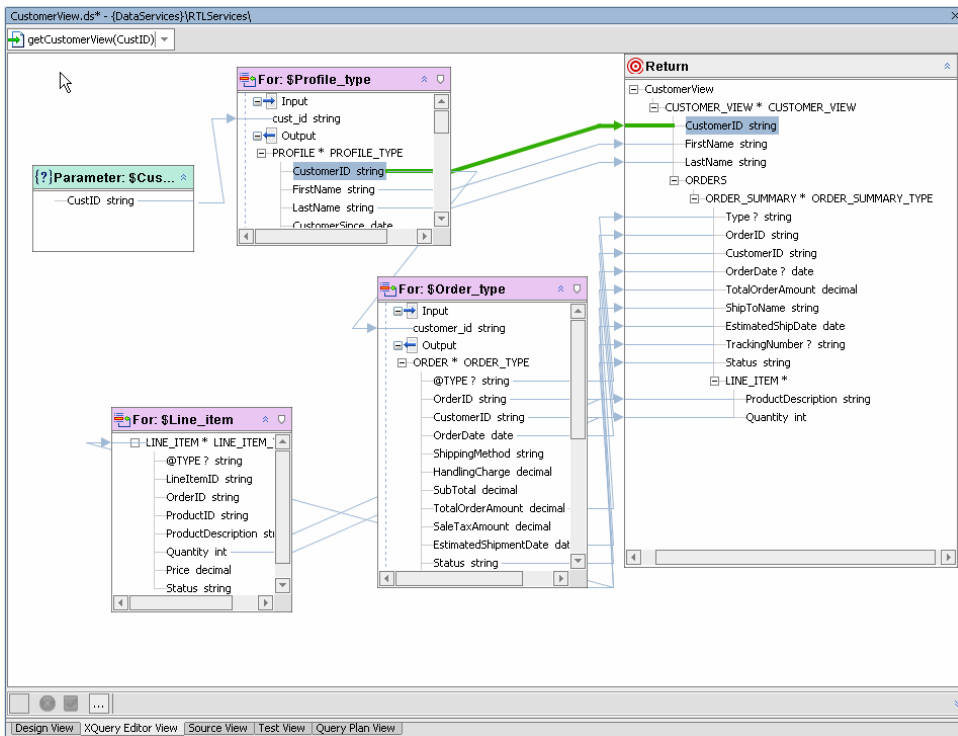 CustomerView.ds* - {DataServices}\RTLServices\
getCustomerView(CustID)
For: $Profile_type
Input
cust_id string
Output
PROFILE * PROFILE_TYPE
CustomerID string
FirstName string
LastName string
CustomerSince date
{?}Parameter: $Cus...
CustID string
Return
CustomerView
CUSTOMER_VIEW * CUSTOMER_VIEW
CustomerID string
FirstName string
LastName string
ORDERS
ORDER_SUMMARY * ORDER_SUMMARY_TYPE
Type ? string
OrderID string
CustomerID string
OrderDate ? date
TotalOrderAmount decimal
ShipToName string
EstimatedShipDate date
TrackingNumber ? string
Status string
LINE_ITEM *
ProductDescription string
Quantity int
For: $Order_type
Input
customer_id string
Output
ORDER * ORDER_TYPE
@TYPE ? string
OrderID string
CustomerID string
OrderDate date
ShippingMethod string
HandlingCharge decimal
SubTotal decimal
TotalOrderAmount decimal
SaleTaxAmount decimal
EstimatedShipmentDate dat
Status string
For: $Line_item
LINE_ITEM * LINE_ITEM_
@TYPE ? string
LineItemID string
OrderID string
ProductID string
ProductDescription stri
Quantity int
Price decimal
Status string
...
Design View XQuery Editor View Source View Test View Query Plan View